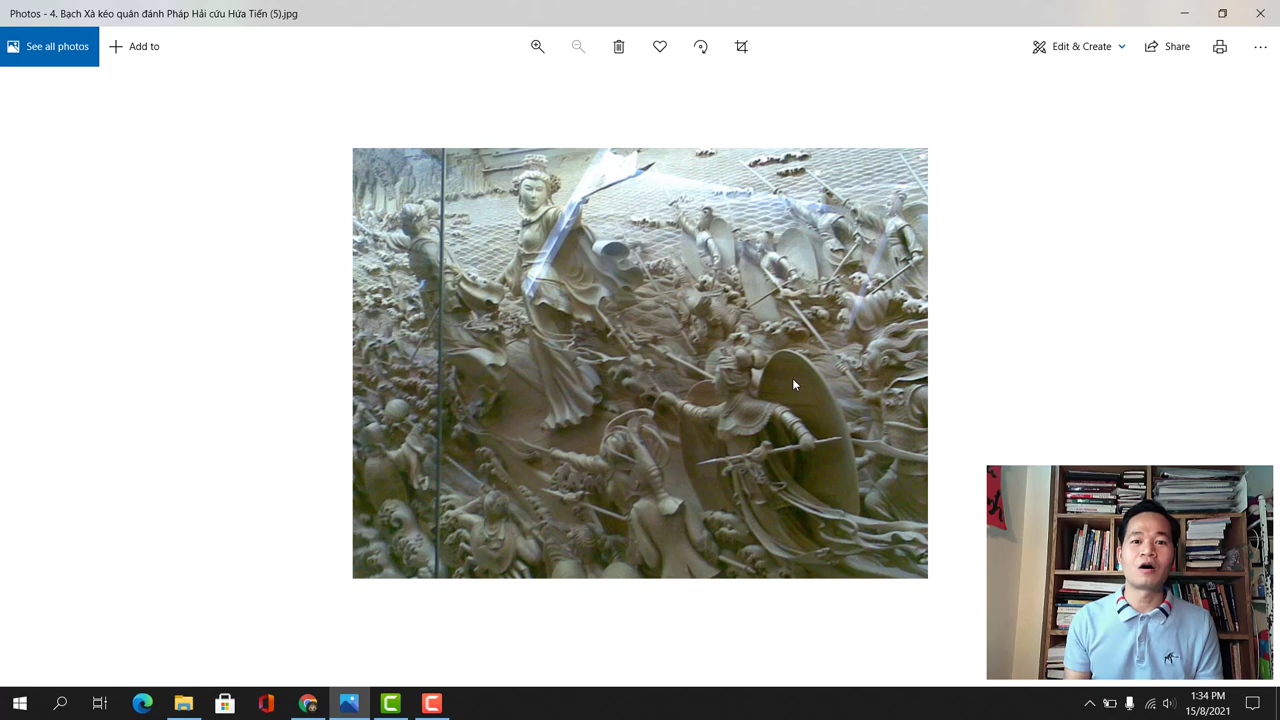 Photos - 4. Bạch Xà kéo quân đánh Pháp Hải cứu Hứa Tiến (5).jpg
See all photos
Add to
Edit & Create
Share
1:34 PM
15/8/2021